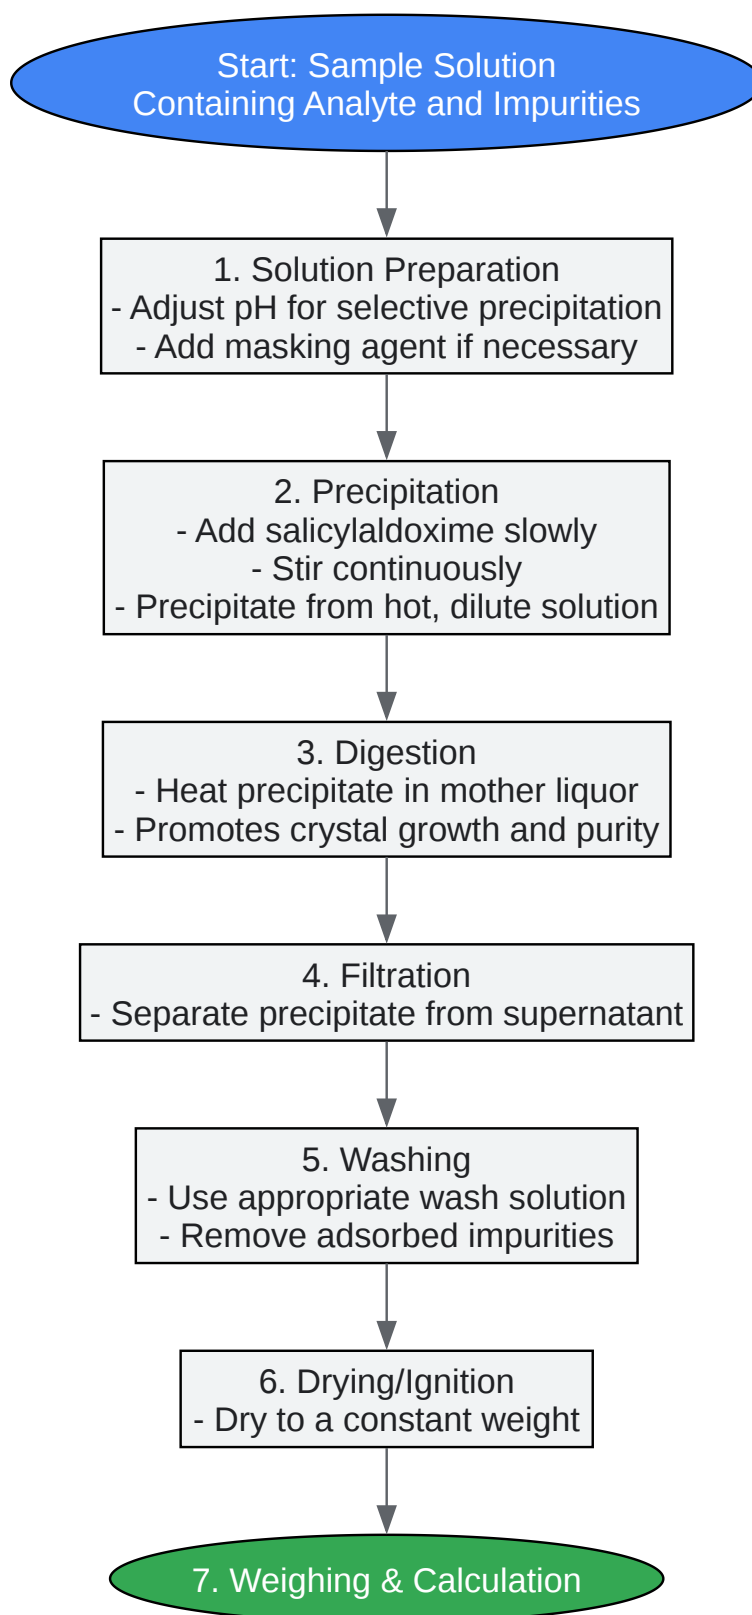 Start: Sample Solution
Containing Analyte and Impurities
1. Solution Preparation
- Adjust pH for selective precipitation
- Add masking agent if necessary
2. Precipitation
- Add salicylaldoxime slowly
- Stir continuously
- Precipitate from hot, dilute solution
3. Digestion
- Heat precipitate in mother liquor
- Promotes crystal growth and purity
4. Filtration
- Separate precipitate from supernatant
5. Washing
- Use appropriate wash solution
- Remove adsorbed impurities
6. Drying/Ignition
- Dry to a constant weight
7. Weighing & Calculation